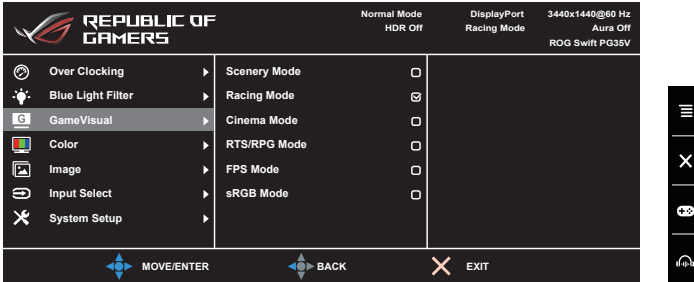 REPUBLIC OF
GAMERS
Normal Mode
HDR Off
DisplayPort
Racing Mode
3440x1440@60 Hz
Aura Off
ROG Swift PG35V
Over Clocking
Blue Light Filter
G GameVisual
Color
Image
Input Select
System Setup
Scenery Mode
Racing Mode
Cinema Mode
RTS/RPG Mode
FPS Mode
sRGB Mode
MOVE/ENTER
BACK
EXIT